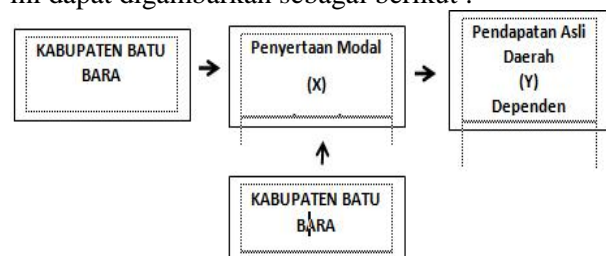 ini dapat digambarkan sebagai berikut :
KABUPATEN BATU
BARA
Penyertaan Modal
(X)
Pendapatan Asli
Daerah
(Y)
Dependen
KABUPATEN BATU
BARA